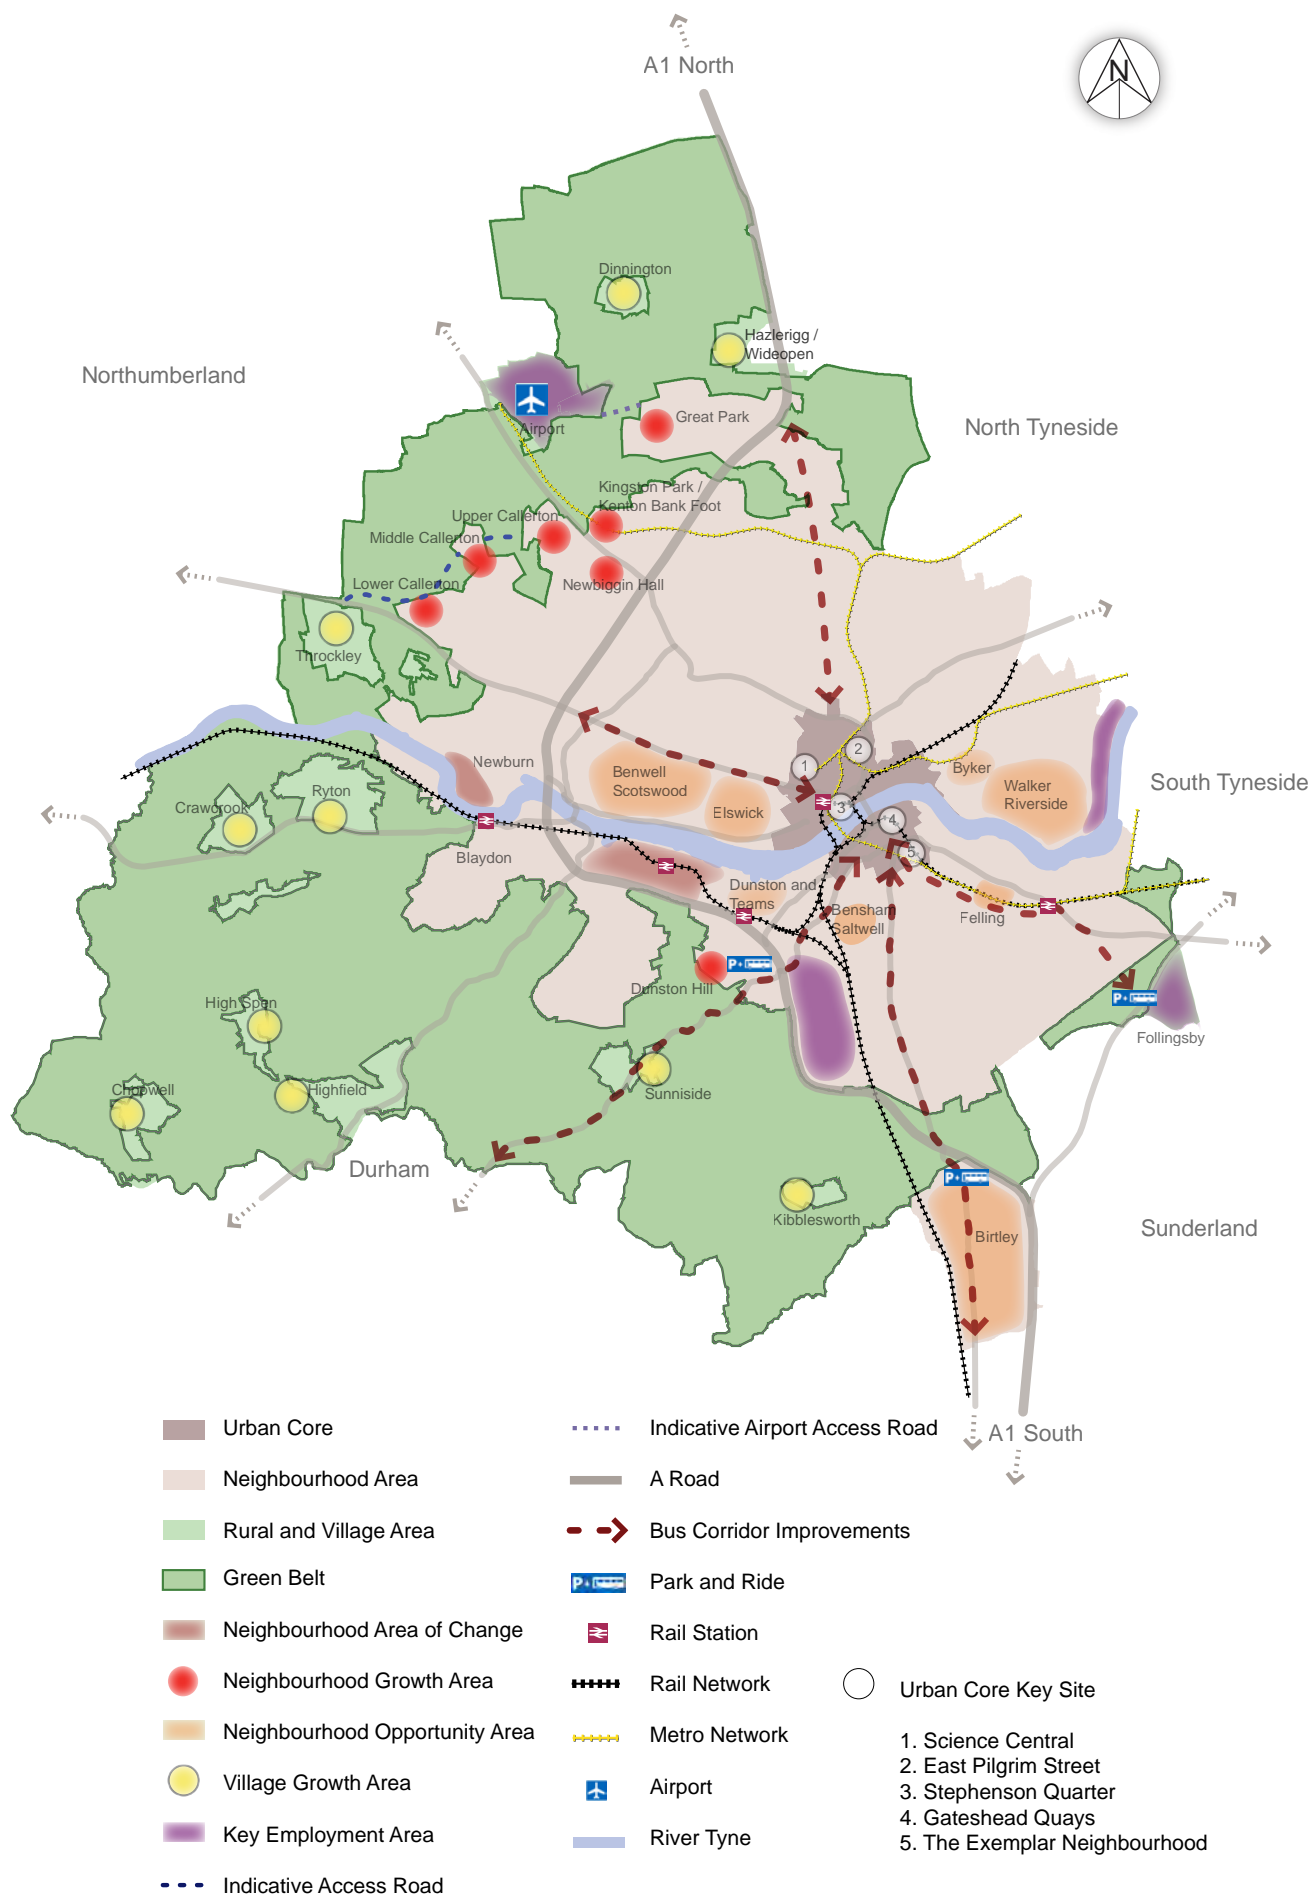 A1 North
N
Dinnington
Hazlerigg /
Wideopen
Northumberland
Airport
Great Park
North Tyneside
Kingston Park /
Kenton Bank Foot
Upper Callerton
Middle Callerton
Lower Callerton
Newbiggin Hall
Throckley
Newburn
1
2
Benwell
Scotswood
Byker
Walker
Riverside
South Tyneside
Crawcrook
Ryton
Elswick
3
4
5
Blaydon
Dunston and
Teams
Bensham
Saltwell
Felling
Dunston Hill
P+
High Spen
P+
Follingsby
Chopwell
Highfield
Sunniside
Durham
P+
Kibblesworth
Birtley
Sunderland
A1 South
Urban Core
Neighbourhood Area
Rural and Village Area
Green Belt
Neighbourhood Area of Change
Neighbourhood Growth Area
Neighbourhood Opportunity Area
Village Growth Area
Key Employment Area
Indicative Access Road
Indicative Airport Access Road
A Road
Bus Corridor Improvements
P+
Park and Ride
Rail Station
Rail Network
Metro Network
Airport
River Tyne
Urban Core Key Site
1. Science Central
2. East Pilgrim Street
3. Stephenson Quarter
4. Gateshead Quays
5. The Exemplar Neighbourhood